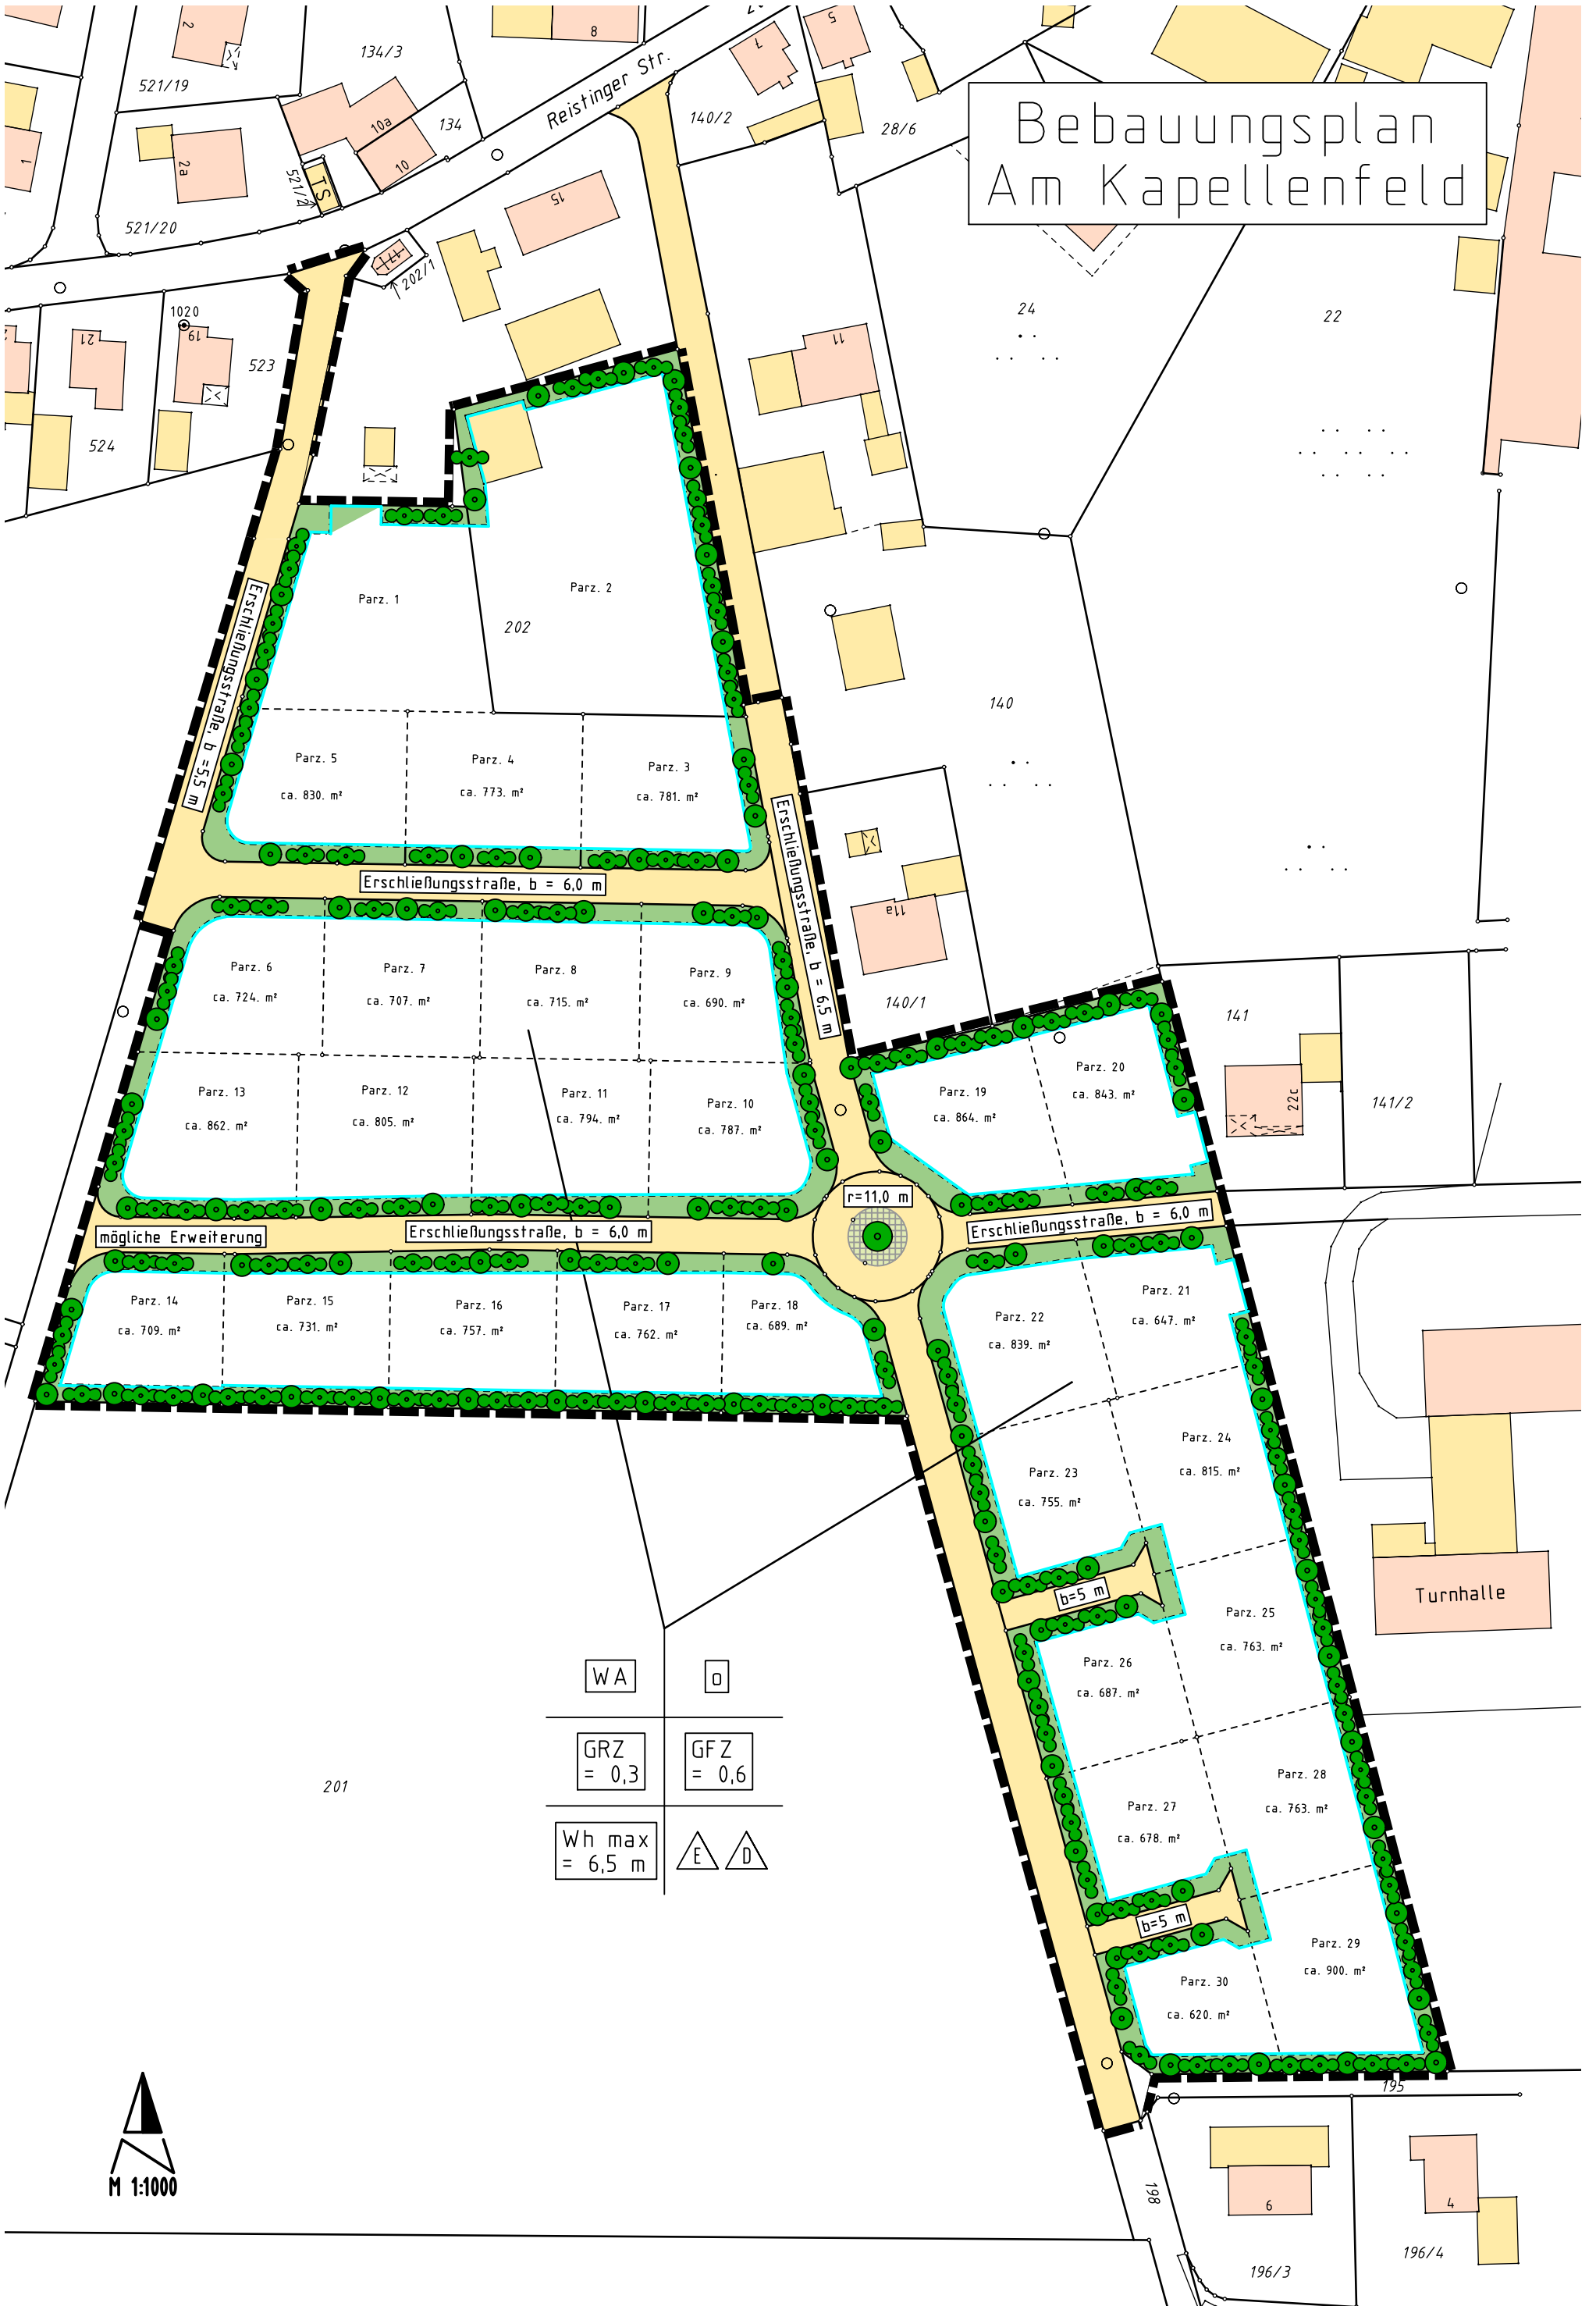 Bebauungsplan
Am Kapellenfeld
Reistinger Str.
2
8
7
5
134/3
521/19
10a
134
140/2
28/6
1
2a
10
521/2
TS
15
521/20
17
202/1
24
22
1020
19
21
523
11
524
Parz. 1
Parz. 2
202
Erschließungsstraße, b =5,5 m
140
Parz. 5
ca. 830. m²
Parz. 4
ca. 773. m²
Parz. 3
ca. 781. m²
Erschließungsstraße, b = 6,5 m
Erschließungsstraße, b = 6,0 m
11a
Parz. 6
ca. 724. m²
Parz. 7
ca. 707. m²
Parz. 8
ca. 715. m²
Parz. 9
ca. 690. m²
140/1
141
Parz. 13
ca. 862. m²
Parz. 12
ca. 805. m²
Parz. 11
ca. 794. m²
Parz. 10
ca. 787. m²
Parz. 19
ca. 864. m²
Parz. 20
ca. 843. m²
22c
141/2
r=11,0 m
mögliche Erweiterung
Erschließungsstraße, b = 6,0 m
Erschließungsstraße, b = 6,0 m
Parz. 14
ca. 709. m²
Parz. 15
ca. 731. m²
Parz. 16
ca. 757. m²
Parz. 17
ca. 762. m²
Parz. 18
ca. 689. m²
Parz. 22
ca. 839. m²
Parz. 21
ca. 647. m²
Parz. 23
ca. 755. m²
Parz. 24
ca. 815. m²
b=5 m
Turnhalle
Parz. 25
ca. 763. m²
Parz. 26
ca. 687. m²
WA
o
GRZ
= 0,3
GFZ
= 0,6
Wh max
= 6,5 m
E
D
201
Parz. 28
ca. 763. m²
Parz. 27
ca. 678. m²
b=5 m
Parz. 29
ca. 900. m²
Parz. 30
ca. 620. m²
195
M 1:1000
198
6
4
196/3
196/4